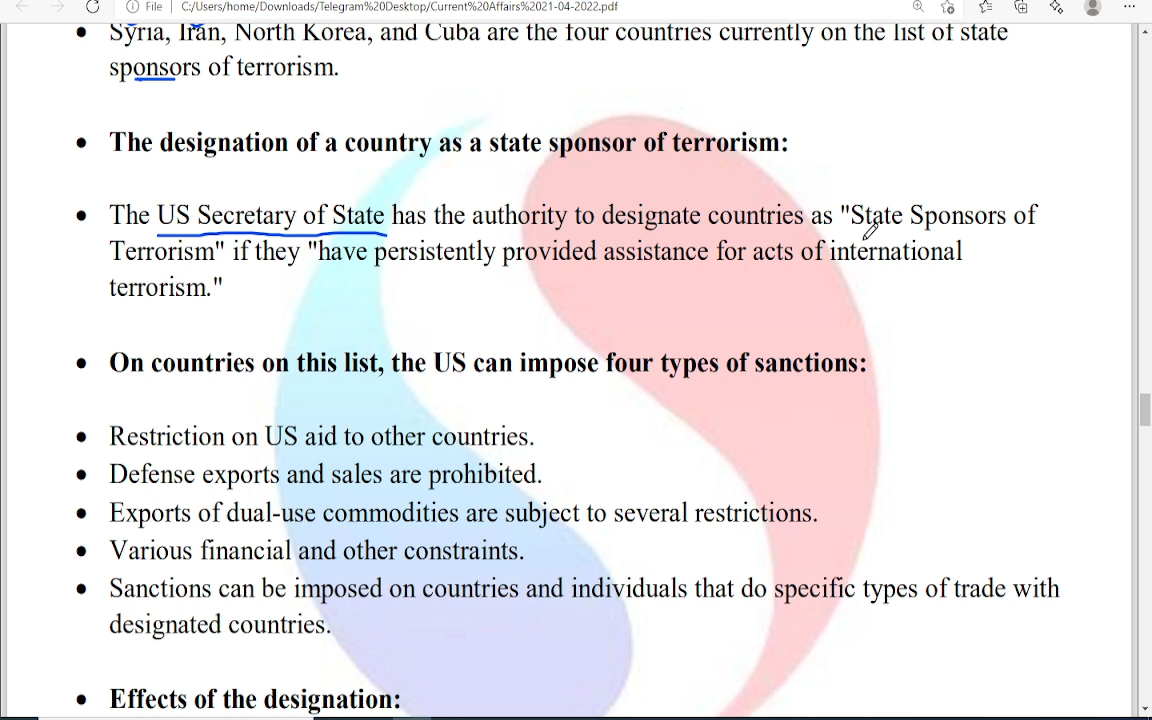 File
C:/Users/home/Downloads/Telegram%20Desktop/Current%20Affairs%2021-04-2022.pdf
• Syria, Iran, North Korea, and Cuba are the four countries currently on the list of state
sponsors of terrorism.
• The designation of a country as a state sponsor of terrorism:
• The US Secretary of State has the authority to designate countries as "State Sponsors of
Terrorism" if they "have persistently provided assistance for acts of international
terrorism."
• On countries on this list, the US can impose four types of sanctions:
• Restriction on US aid to other countries.
• Defense exports and sales are prohibited.
• Exports of dual-use commodities are subject to several restrictions.
• Various financial and other constraints.
• Sanctions can be imposed on countries and individuals that do specific types of trade with
designated countries.
• Effects of the designation: